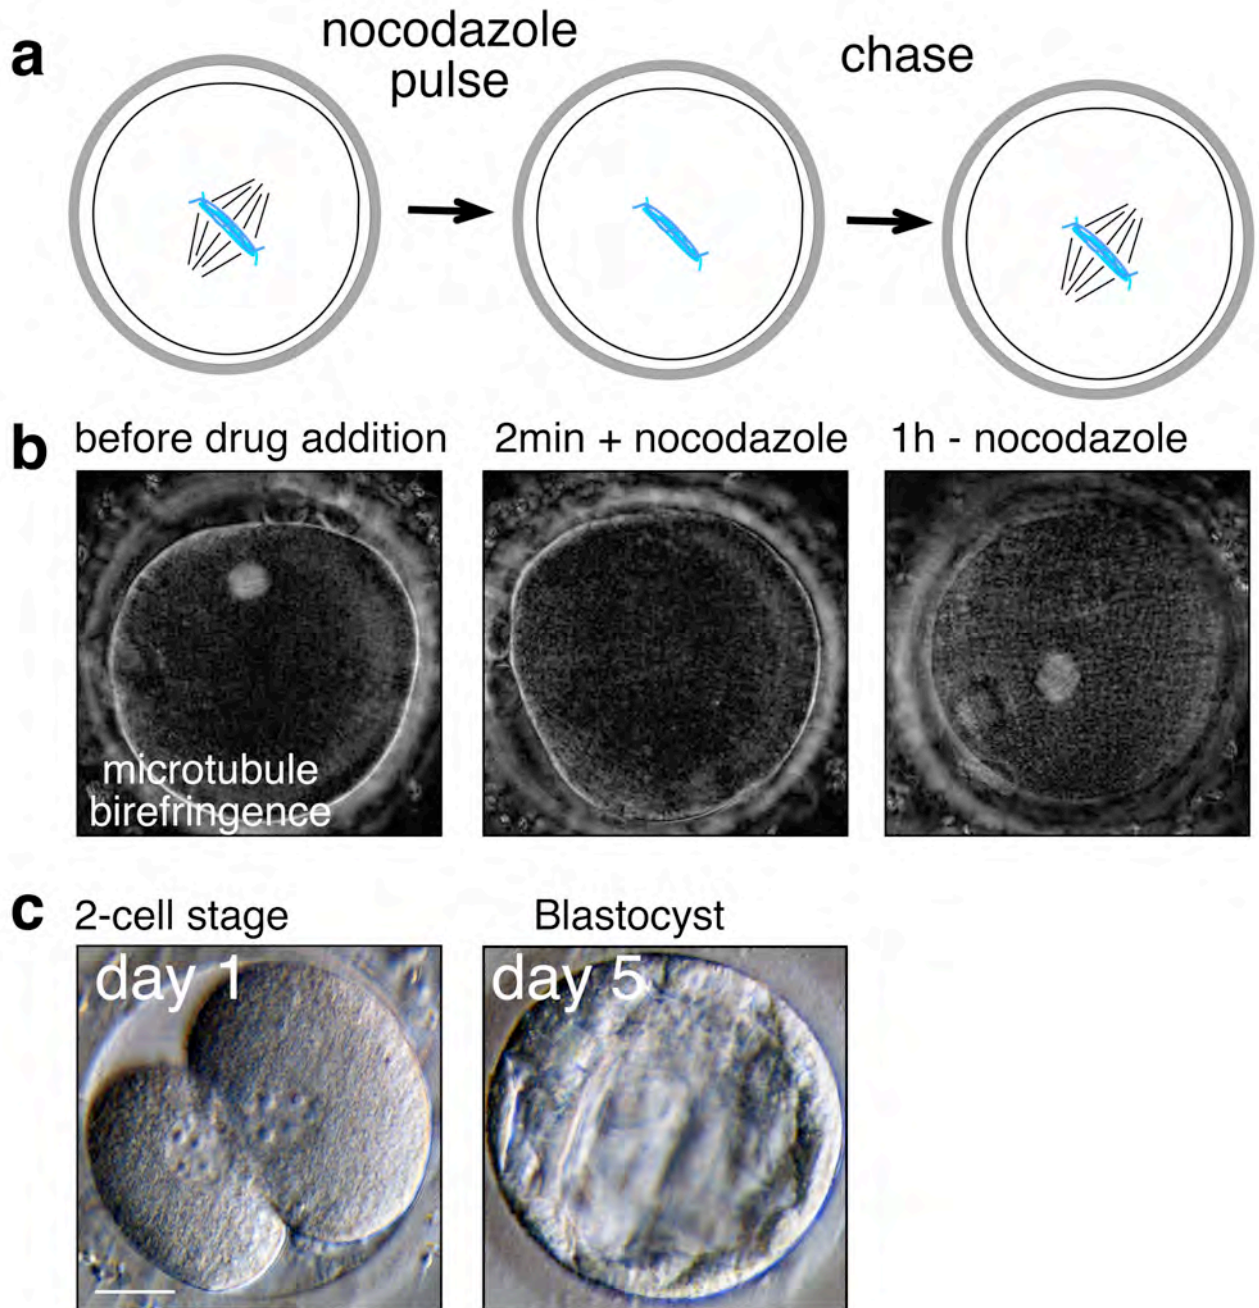 a
nocodazole
pulse
chase
b
before drug addition
2min + nocodazole
1h - nocodazole
microtubule
birefringence
c
2-cell stage
Blastocyst
day 1
day 5